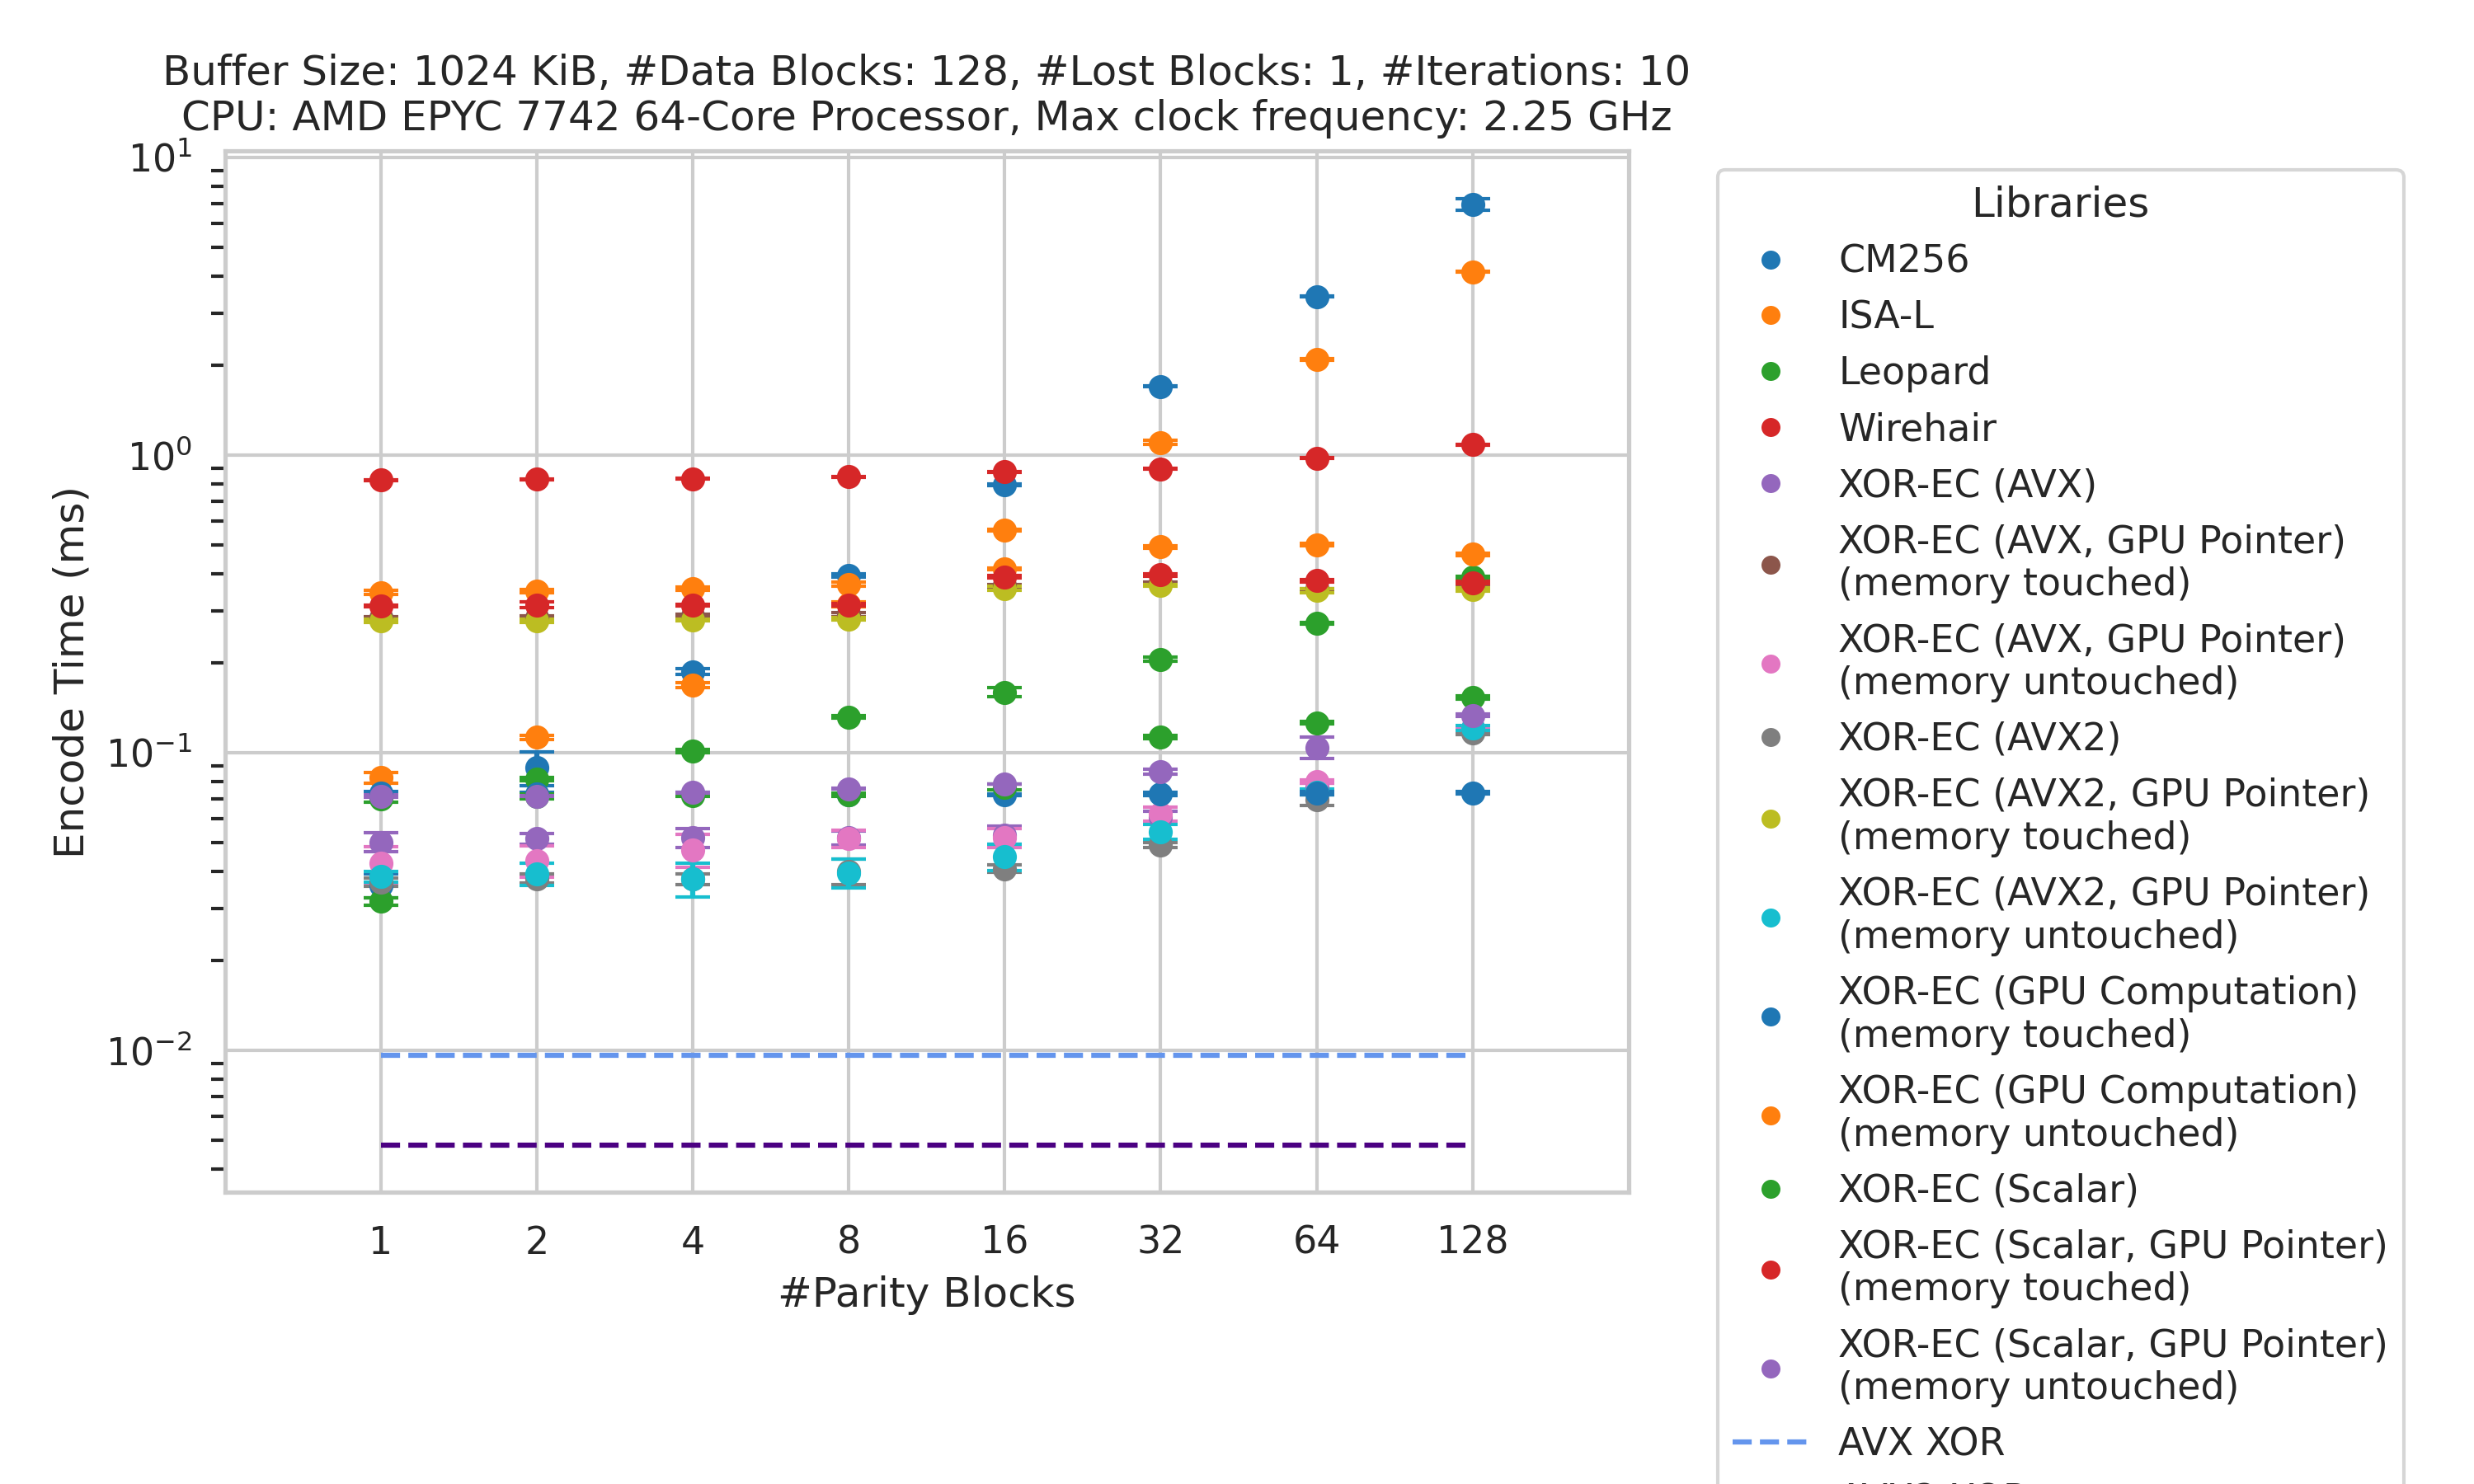 Buffer Size: 1024 KiB, #Data Blocks: 128, #Lost Blocks: 1, #Iterations: 10
CPU: AMD EPYC 7742 64-Core Processor, Max clock frequency: 2.25 GHz
10^1
10^0
10^−1
10^−2
Encode Time (ms)
1 2 4 8 16 32 64 128
#Parity Blocks
Libraries
CM256
ISA-L
Leopard
Wirehair
XOR-EC (AVX)
XOR-EC (AVX, GPU Pointer)
(memory touched)
XOR-EC (AVX, GPU Pointer)
(memory untouched)
XOR-EC (AVX2)
XOR-EC (AVX2, GPU Pointer)
(memory touched)
XOR-EC (AVX2, GPU Pointer)
(memory untouched)
XOR-EC (GPU Computation)
(memory touched)
XOR-EC (GPU Computation)
(memory untouched)
XOR-EC (Scalar)
XOR-EC (Scalar, GPU Pointer)
(memory touched)
XOR-EC (Scalar, GPU Pointer)
(memory untouched)
AVX XOR